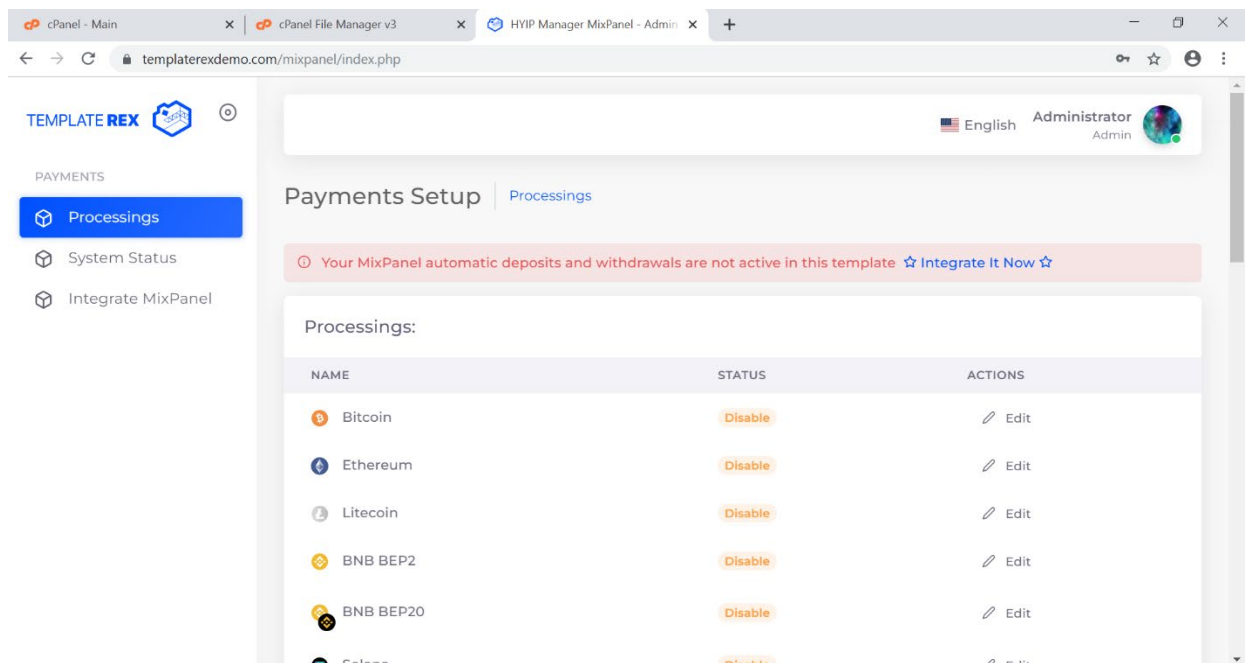 cPanel - Main
cPanel File Manager v3
HYIP Manager MixPanel - Admin
templaterexdemo.com/mixpanel/index.php
TEMPLATE REX
English
Administrator
Admin
PAYMENTS
Processings
System Status
Integrate MixPanel
Payments Setup
Processings
Your MixPanel automatic deposits and withdrawals are not active in this template ☆ Integrate It Now ☆
Processings:
NAME STATUS ACTIONS
Bitcoin Disable Edit
Ethereum Disable Edit
Litecoin Disable Edit
BNB BEP2 Disable Edit
BNB BEP20 Disable Edit